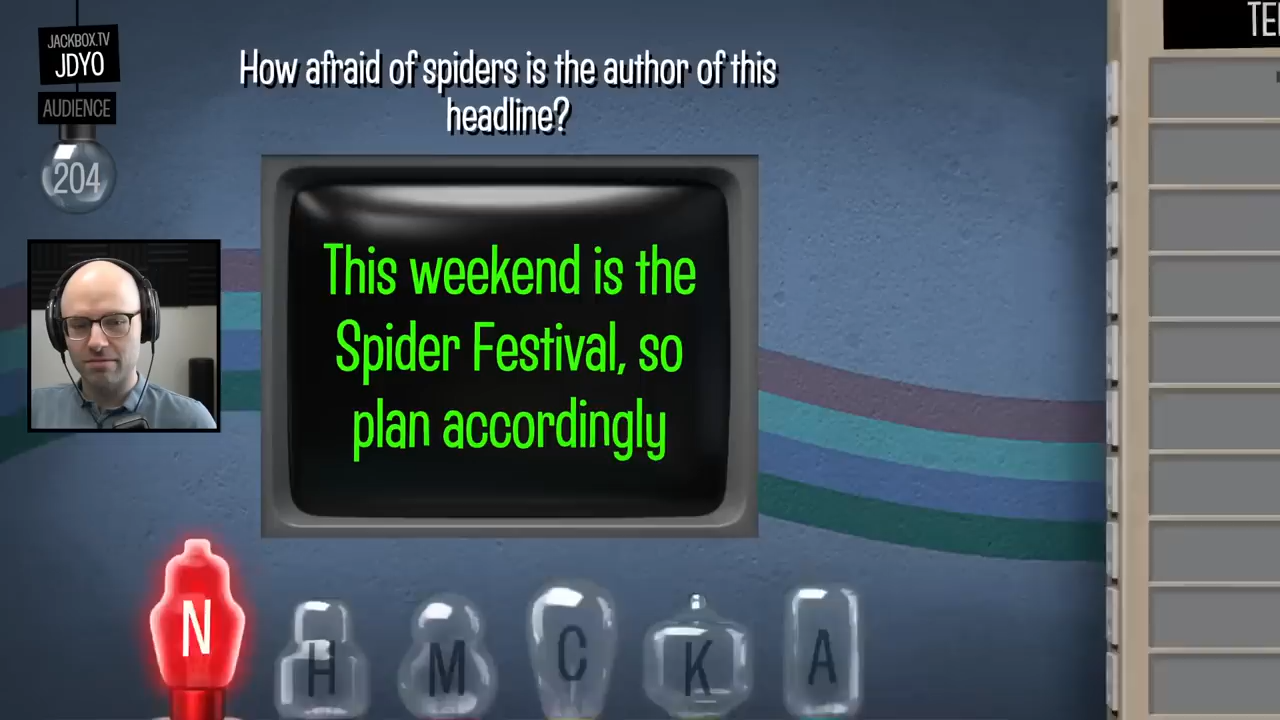 JACKBOX.TV
JDYO
AUDIENCE
204
How afraid of spiders is the author of this
headline?
This weekend is the
Spider Festival, so
plan accordingly
N
H
M
C
K
A